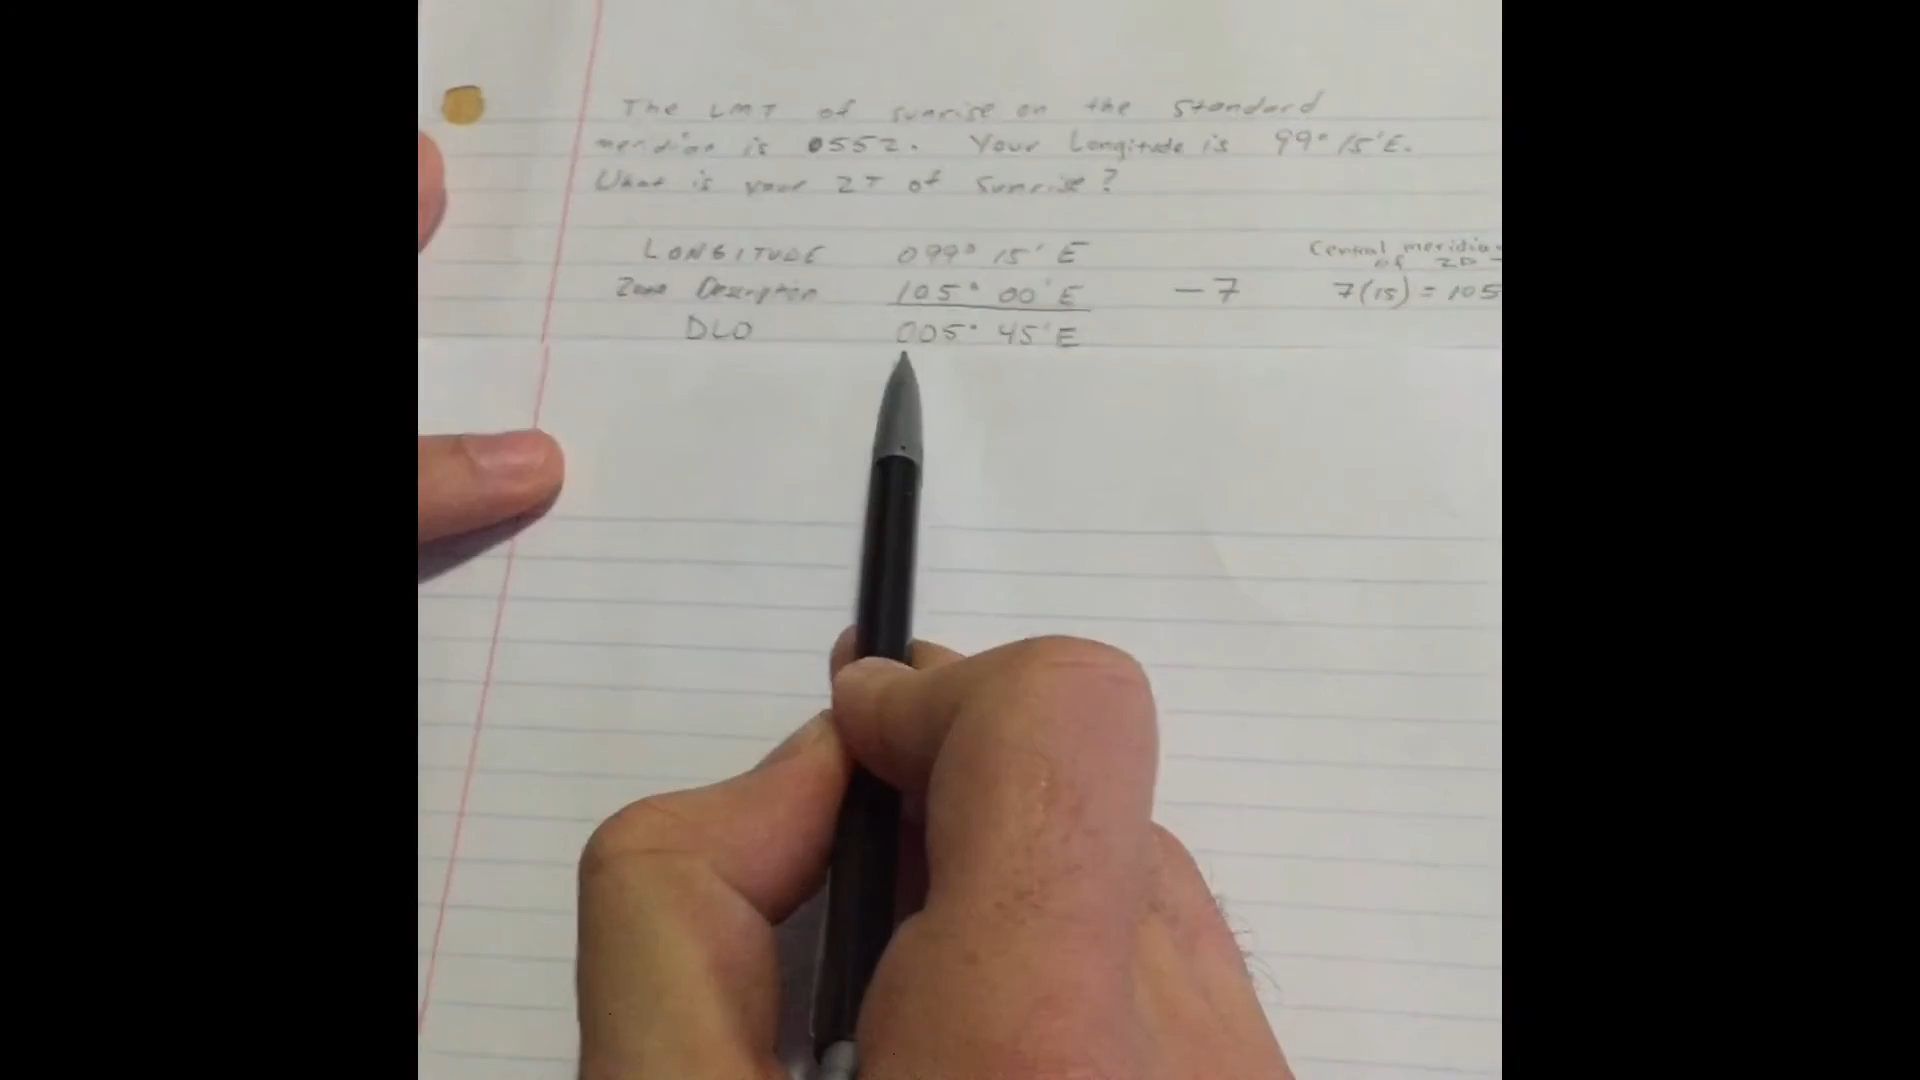 The LMT of sunrise on the standard
meridian is 0552. Your Longitude is 99° 15' E.
What is your ZT of sunrise?
LONGITUDE 099° 15' E Central meridia
of ZD -
Zone Description 105° 00' E -7 7(15) = 105
DLO 005° 45' E